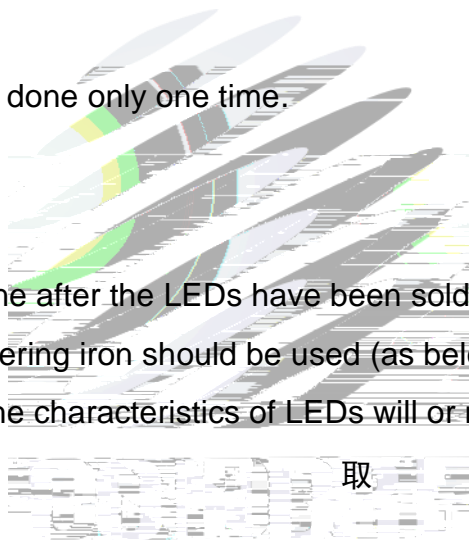 done only one time.
ne after the LEDs have been sold
ering iron should be used (as bel
ne characteristics of LEDs will or
取